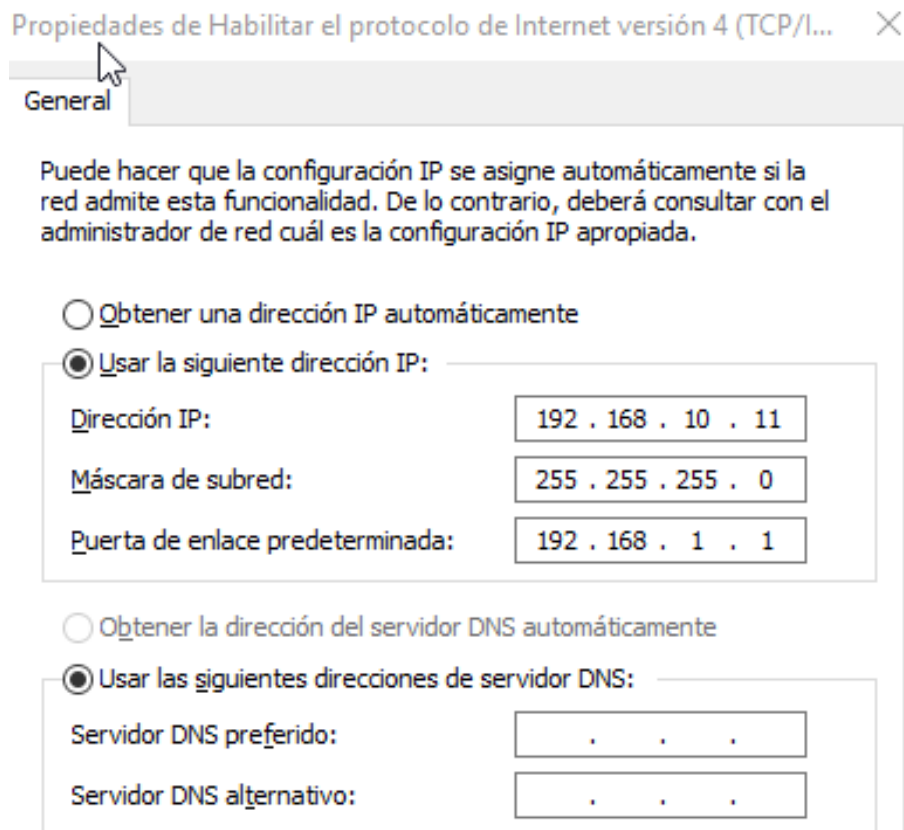 Propiedades de Habilitar el protocolo de Internet versión 4 (TCP/I...
General
Puede hacer que la configuración IP se asigne automáticamente si la
red admite esta funcionalidad. De lo contrario, deberá consultar con el
administrador de red cuál es la configuración IP apropiada.
Obtener una dirección IP automáticamente
Usar la siguiente dirección IP:
Dirección IP: 192 . 168 . 10 . 11
Máscara de subred: 255 . 255 . 255 . 0
Puerta de enlace predeterminada: 192 . 168 . 1 . 1
Obtener la dirección del servidor DNS automáticamente
Usar las siguientes direcciones de servidor DNS:
Servidor DNS preferido: . . .
Servidor DNS alternativo: . . .